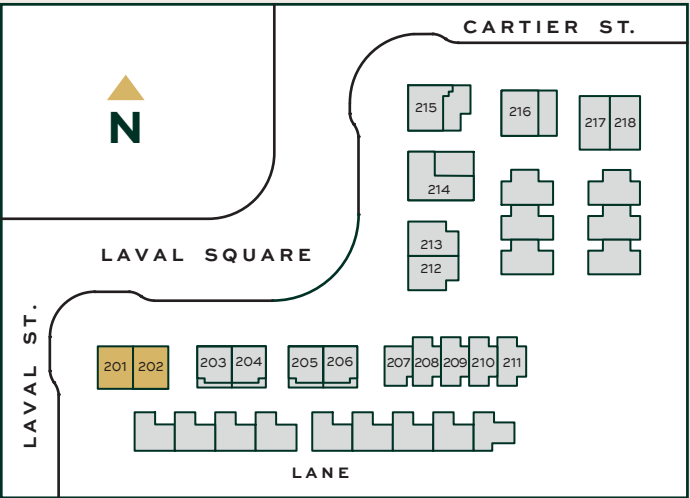 CARTIER ST.
N
215
216
217 218
214
213
212
LAVAL SQUARE
LAVAL ST.
201 202
203 204
205 206
207 208 209 210 211
LANE